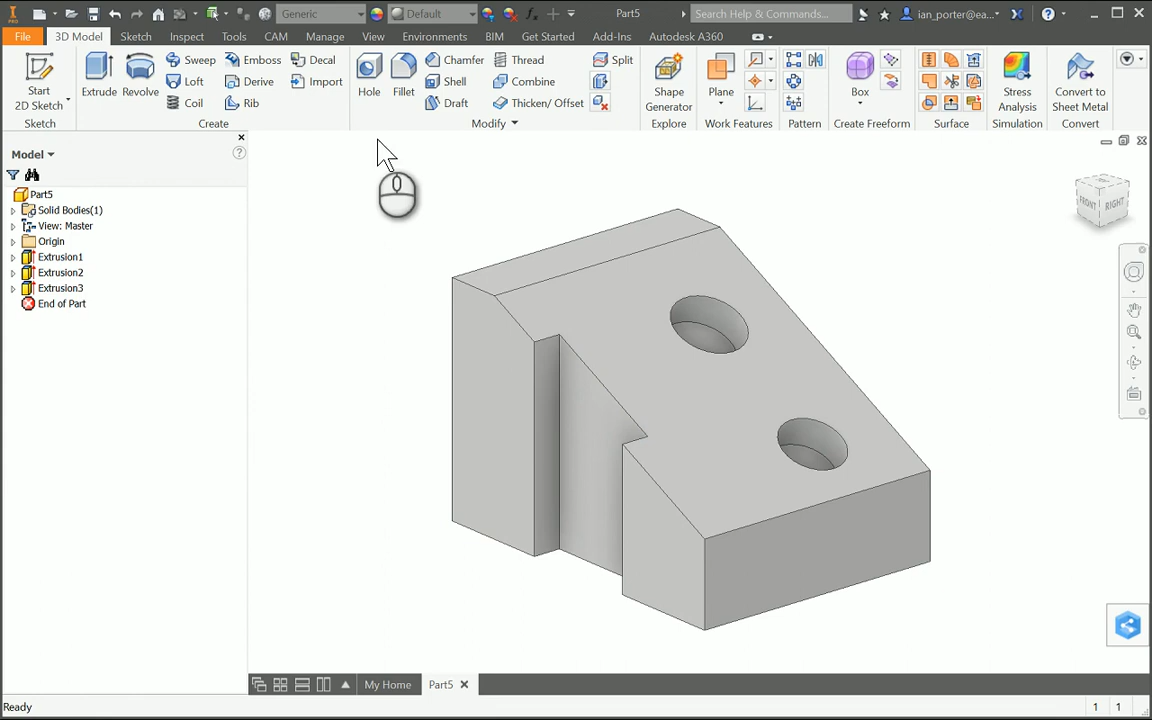 PRO
Generic
Default
Part5
Search Help & Commands...
ian_porter@ea...
File
3D Model
Sketch
Inspect
Tools
CAM
Manage
View
Environments
BIM
Get Started
Add-Ins
Autodesk A360
Start
2D Sketch
Sketch
Extrude
Revolve
Sweep
Loft
Coil
Emboss
Derive
Rib
Decal
Import
Create
Hole
Fillet
Chamfer
Shell
Draft
Thread
Combine
Thicken/ Offset
Split
Modify
Shape
Generator
Explore
Plane
Work Features
Pattern
Box
Create Freeform
Surface
Stress
Analysis
Simulation
Convert to
Sheet Metal
Convert
Model
Part5
Solid Bodies(1)
View: Master
Origin
Extrusion1
Extrusion2
Extrusion3
End of Part
FRONT
RIGHT
My Home
Part5
Ready
1 1